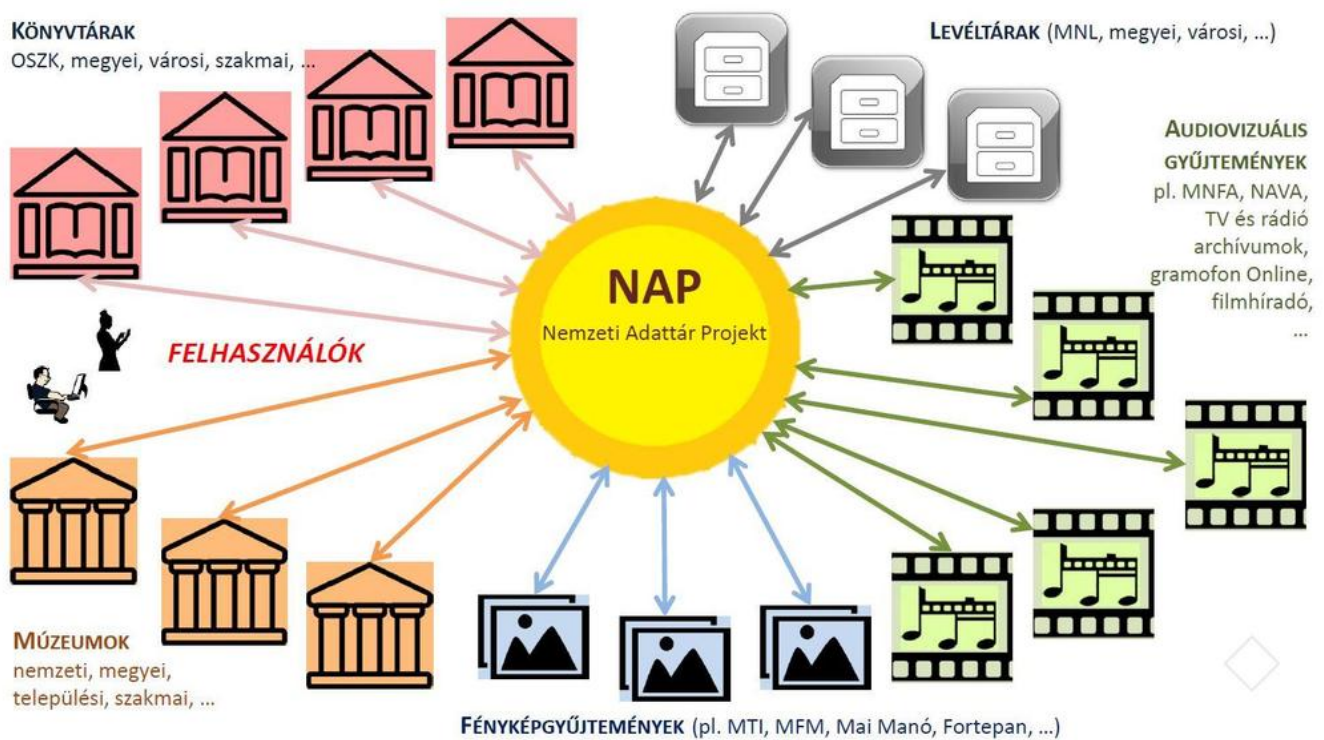 KÖNYVTÁRAK
OSZK, megyei, városi, szakmai, ...
LEVÉLTÁRAK (MNL, megyei, városi, ...)
AUDIOVIZUÁLIS
GYŰJTEMÉNYEK
pl. MNFA, NAVA,
TV és rádió
archívumok,
gramofon Online,
filmhíradó,
...
NAP
Nemzeti Adattár Projekt
FELHASZNÁLÓK
MÚZEUMOK
nemzeti, megyei,
települési, szakmai, ...
FÉNYKÉPGYŰJTEMÉNYEK (pl. MTI, MFM, Mai Manó, Fortepan, ...)